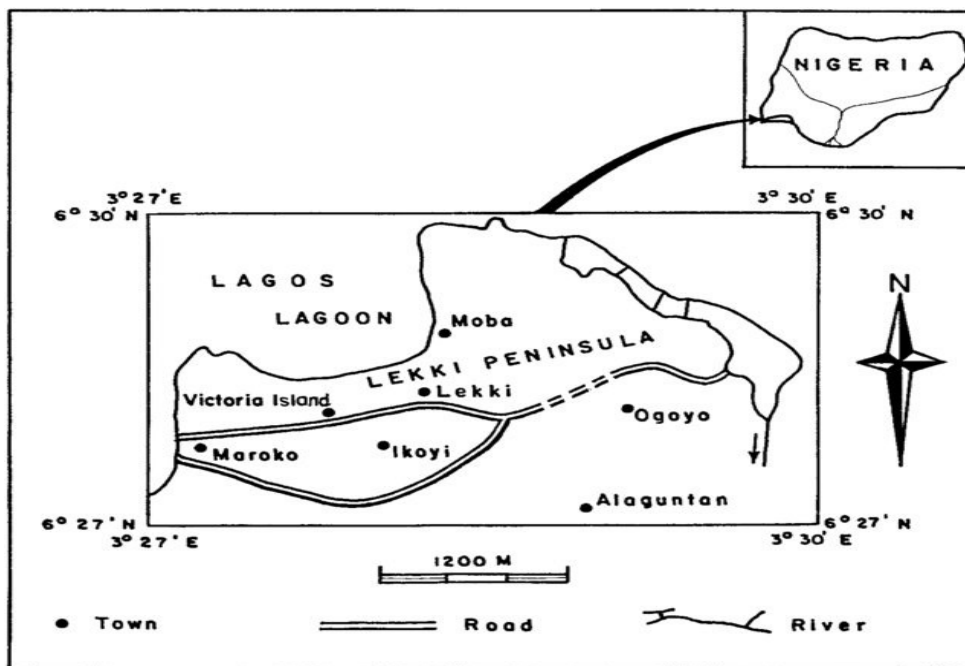 NIGERIA
3° 27' E
3° 30' E
6° 30' N
6° 30' N
LAGOS
LAGOON
N
Moba
LEKKI PENINSULA
Lekki
Victoria Island
Ogoyo
Maroko
Ikoyi
Alaguntan
6° 27' N
6° 27' N
3° 27' E
3° 30' E
1200 M
Town
Road
River